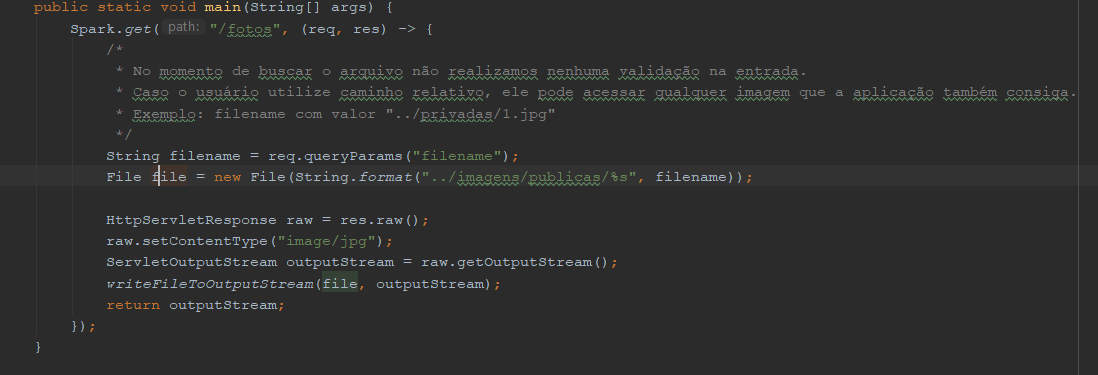 public static void main(String[] args) {
Spark.get( path: "/fotos", (req, res) -> {
/*
* No momento de buscar o arquivo não realizamos nenhuma validação na entrada.
* Caso o usuário utilize caminho relativo, ele pode acessar qualquer imagem que a aplicação também consiga.
* Exemplo: filename com valor "../privadas/1.jpg"
*/
String filename = req.queryParams("filename");
File file = new File(String.format("../imagens/publicas/%s", filename));
HttpServletResponse raw = res.raw();
raw.setContentType("image/jpg");
ServletOutputStream outputStream = raw.getOutputStream();
writeFileToOutputStream(file, outputStream);
return outputStream;
});
}